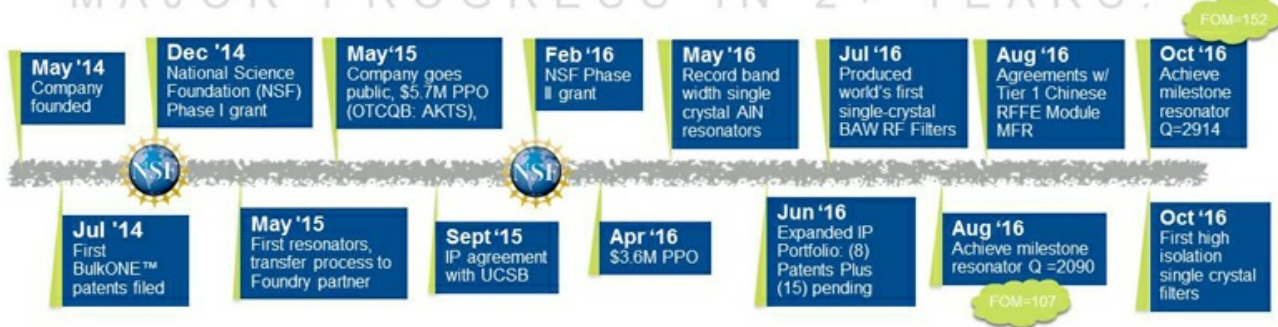 MAJOR PROGRESS IN 2+ YEARS!
FOM=152
May ‘14
Company
founded
Dec '14
National Science
Foundation (NSF)
Phase I grant
May‘15
Company goes
public, $5.7M PPO
(OTCQB: AKTS),
Feb ‘16
NSF Phase
II grant
May ‘16
Record band
width single
crystal AlN
resonators
Jul ‘16
Produced
world’s first
single-crystal
BAW RF Filters
Aug ‘16
Agreements w/
Tier 1 Chinese
RFFE Module
MFR
Oct ‘16
Achieve
milestone
resonator
Q=2914
NSF
NSF
Jul ‘14
First
BulkONE™
patents filed
May '15
First resonators,
transfer process to
Foundry partner
Sept‘15
IP agreement
with UCSB
Apr ‘16
$3.6M PPO
Jun ‘16
Expanded IP
Portfolio: (8)
Patents Plus
(15) pending
Aug ‘16
Achieve milestone
resonator Q =2090
FOM=107
Oct ‘16
First high
isolation
single crystal
filters